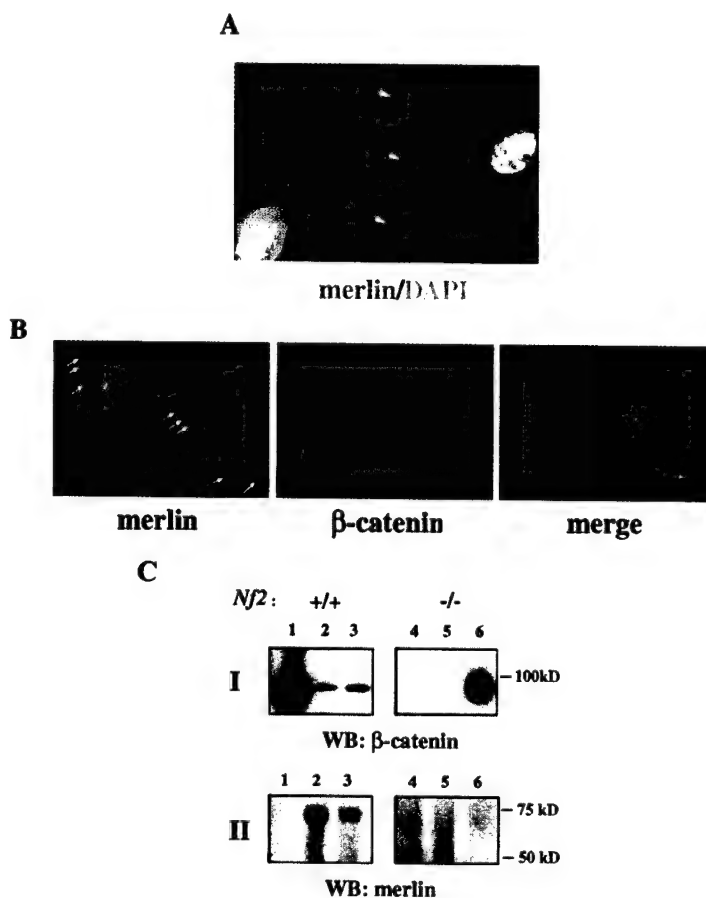 A
merlin/DAPI
B
merlin
β-catenin
merge
C
Nf2 : +/+ -/-
1 2 3 4 5 6
I
100kD
WB: β-catenin
1 2 3 4 5 6
II
75 kD
50 kD
WB: merlin